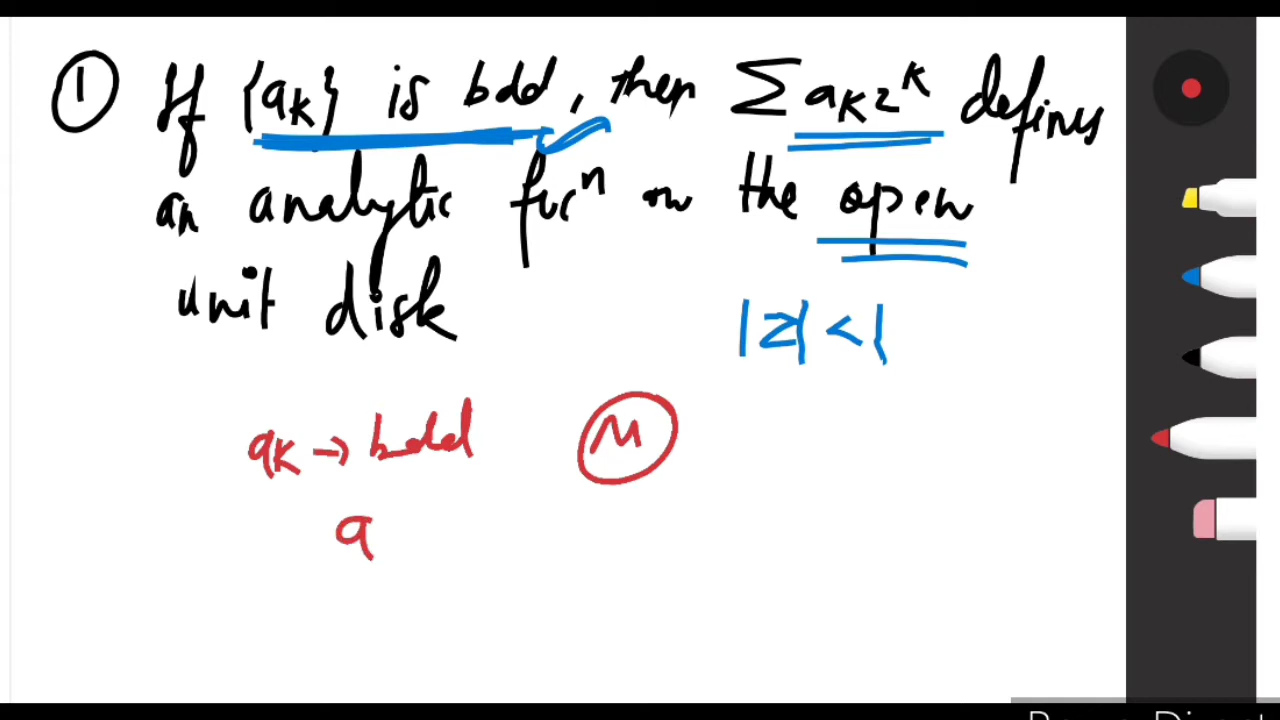 ① If {aₖ} is bdd, then ∑ aₖzᵏ defines
an analytic fucⁿ on the open
unit disk
|z| < 1
aₖ → bdd M
a